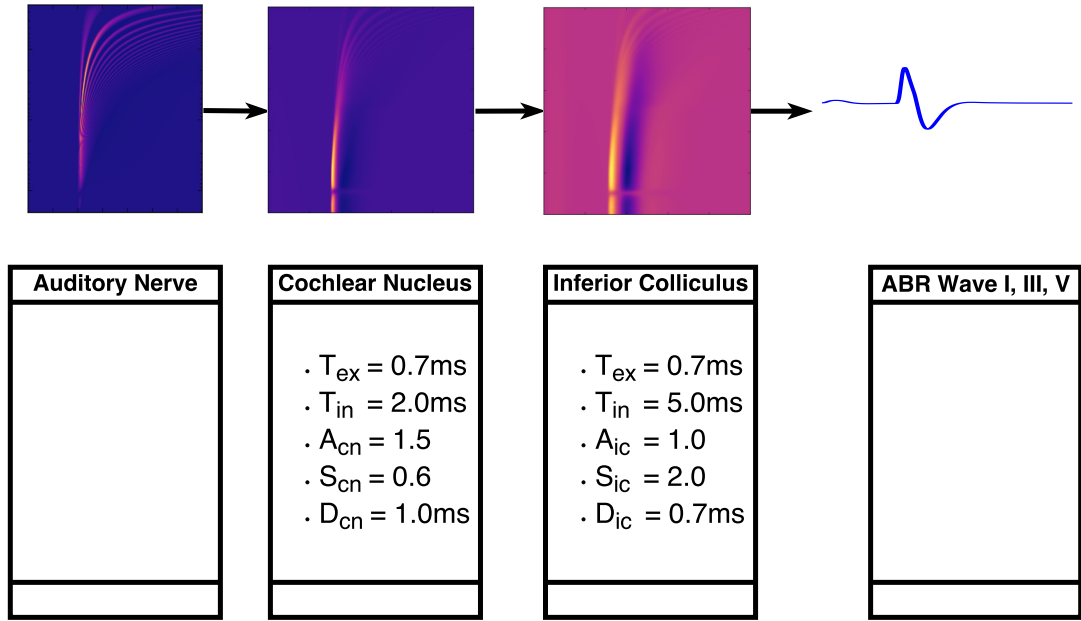 Auditory Nerve
Cochlear Nucleus
Inferior Colliculus
ABR Wave I, III, V
. Tex = 0.7ms
. Tin = 2.0ms
. Acn = 1.5
. Scn = 0.6
. Dcn = 1.0ms
. Tex = 0.7ms
. Tin = 5.0ms
. Aic = 1.0
. Sic = 2.0
. Dic = 0.7ms